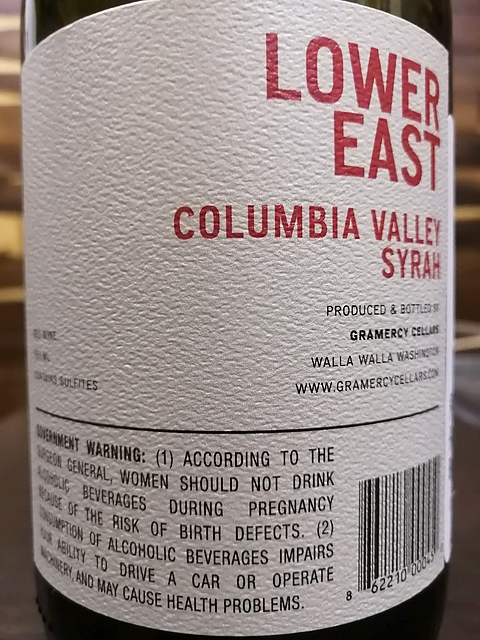 LOWER
EAST
COLUMBIA VALLEY
SYRAH
PRODUCED & BOTTLED BY
GRAMERCY CELLARS
WALLA WALLA WASHINGTON
WWW.GRAMERCYCELLARS.COM
RED WINE
750 ML
CONTAINS SULFITES
GOVERNMENT WARNING: (1) ACCORDING TO THE
SURGEON GENERAL, WOMEN SHOULD NOT DRINK
ALCOHOLIC BEVERAGES DURING PREGNANCY
BECAUSE OF THE RISK OF BIRTH DEFECTS. (2)
CONSUMPTION OF ALCOHOLIC BEVERAGES IMPAIRS
YOUR ABILITY TO DRIVE A CAR OR OPERATE
MACHINERY, AND MAY CAUSE HEALTH PROBLEMS.
8 62210